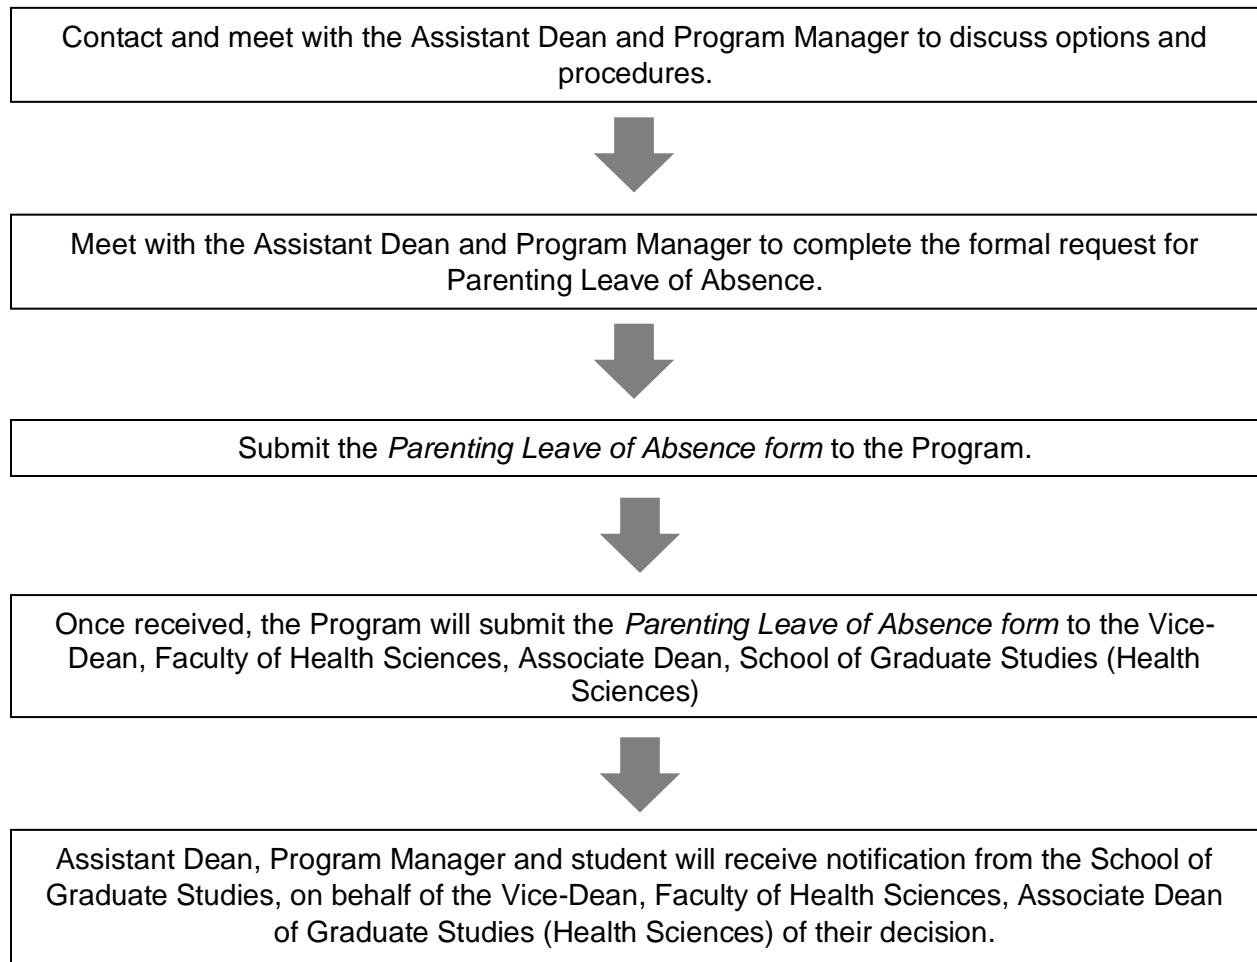 Contact and meet with the Assistant Dean and Program Manager to discuss options and
procedures.
Meet with the Assistant Dean and Program Manager to complete the formal request for
Parenting Leave of Absence.
Submit the Parenting Leave of Absence form to the Program.
Once received, the Program will submit the Parenting Leave of Absence form to the Vice-
Dean, Faculty of Health Sciences, Associate Dean, School of Graduate Studies (Health
Sciences)
Assistant Dean, Program Manager and student will receive notification from the School of
Graduate Studies, on behalf of the Vice-Dean, Faculty of Health Sciences, Associate Dean
of Graduate Studies (Health Sciences) of their decision.